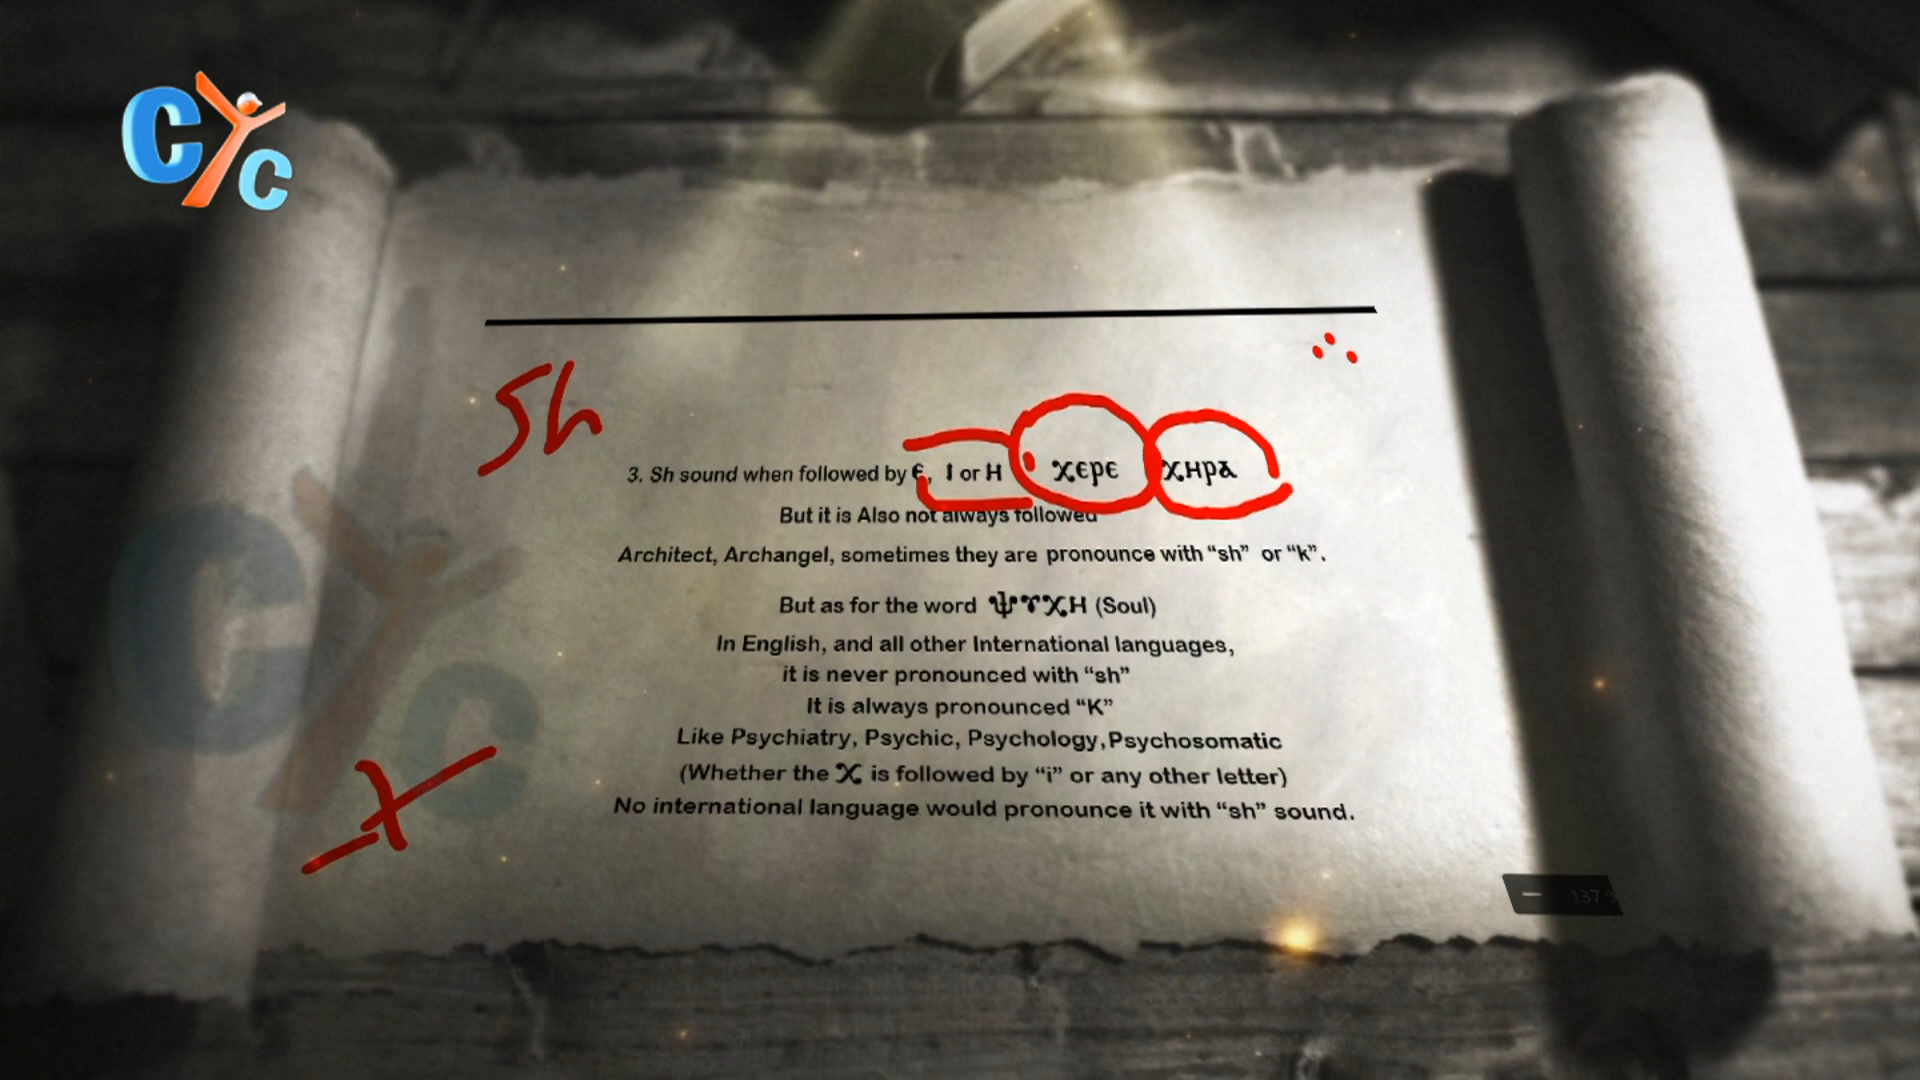 CYC
Sh
3. Sh sound when followed by Ⲉ, Ⲓ or Ⲏ ⲭⲉⲣⲉ ⲭⲏⲣⲁ
But it is Also not always followed
Architect, Archangel, sometimes they are pronounce with “sh” or “k”.
But as for the word ⲯⲩⲭⲏ (Soul)
In English, and all other International languages,
it is never pronounced with “sh”
It is always pronounced “K”
Like Psychiatry, Psychic, Psychology, Psychosomatic
(Whether the ⲭ is followed by “i” or any other letter)
No international language would pronounce it with “sh” sound.
ⲭ
CYC
137 %